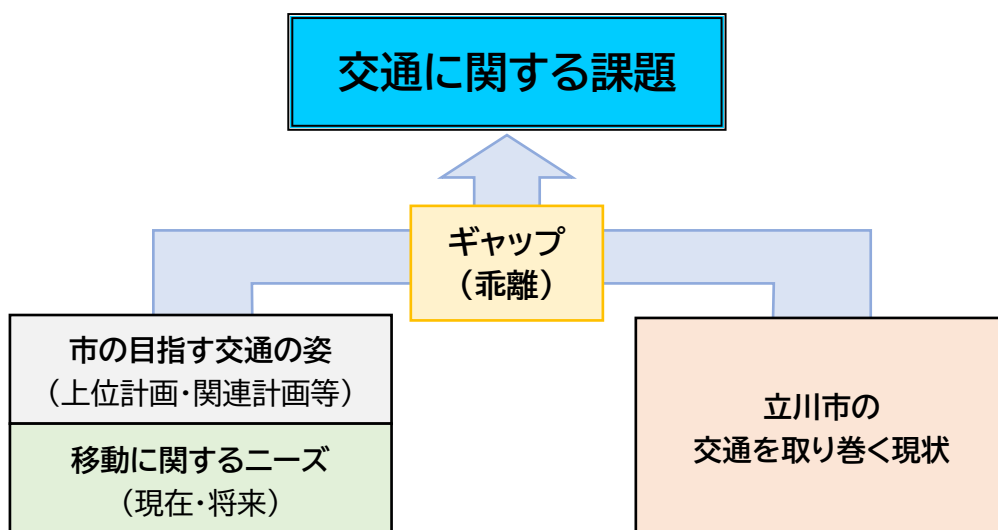 交通に関する課題
ギャップ
（乖離）
市の目指す交通の姿
（上位計画・関連計画等）
移動に関するニーズ
（現在・将来）
立川市の
交通を取り巻く現状